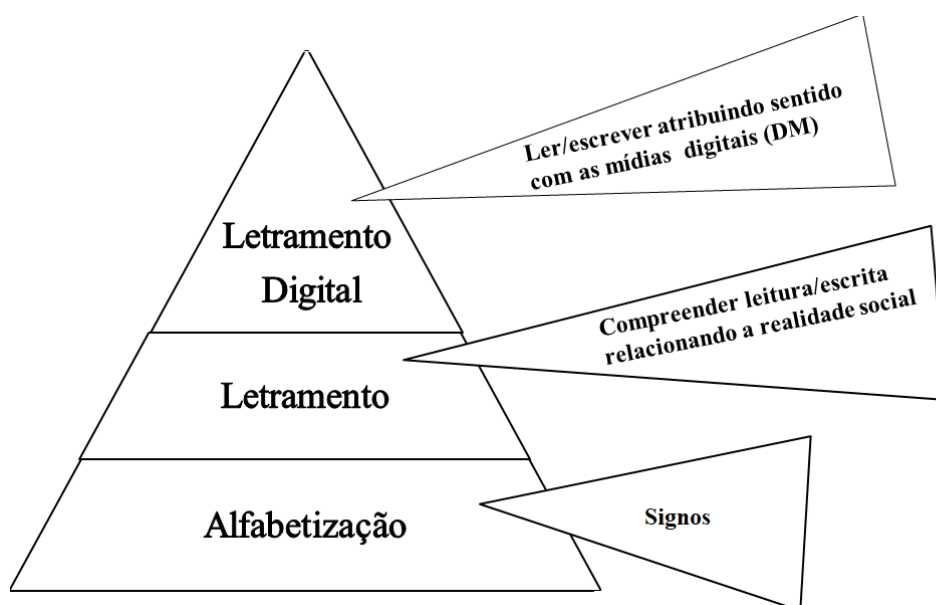 Ler/escrever atribuindo sentido
com as mídias digitais (DM)
Letramento
Digital
Compreender leitura/escrita
relacionando a realidade social
Letramento
Signos
Alfabetização